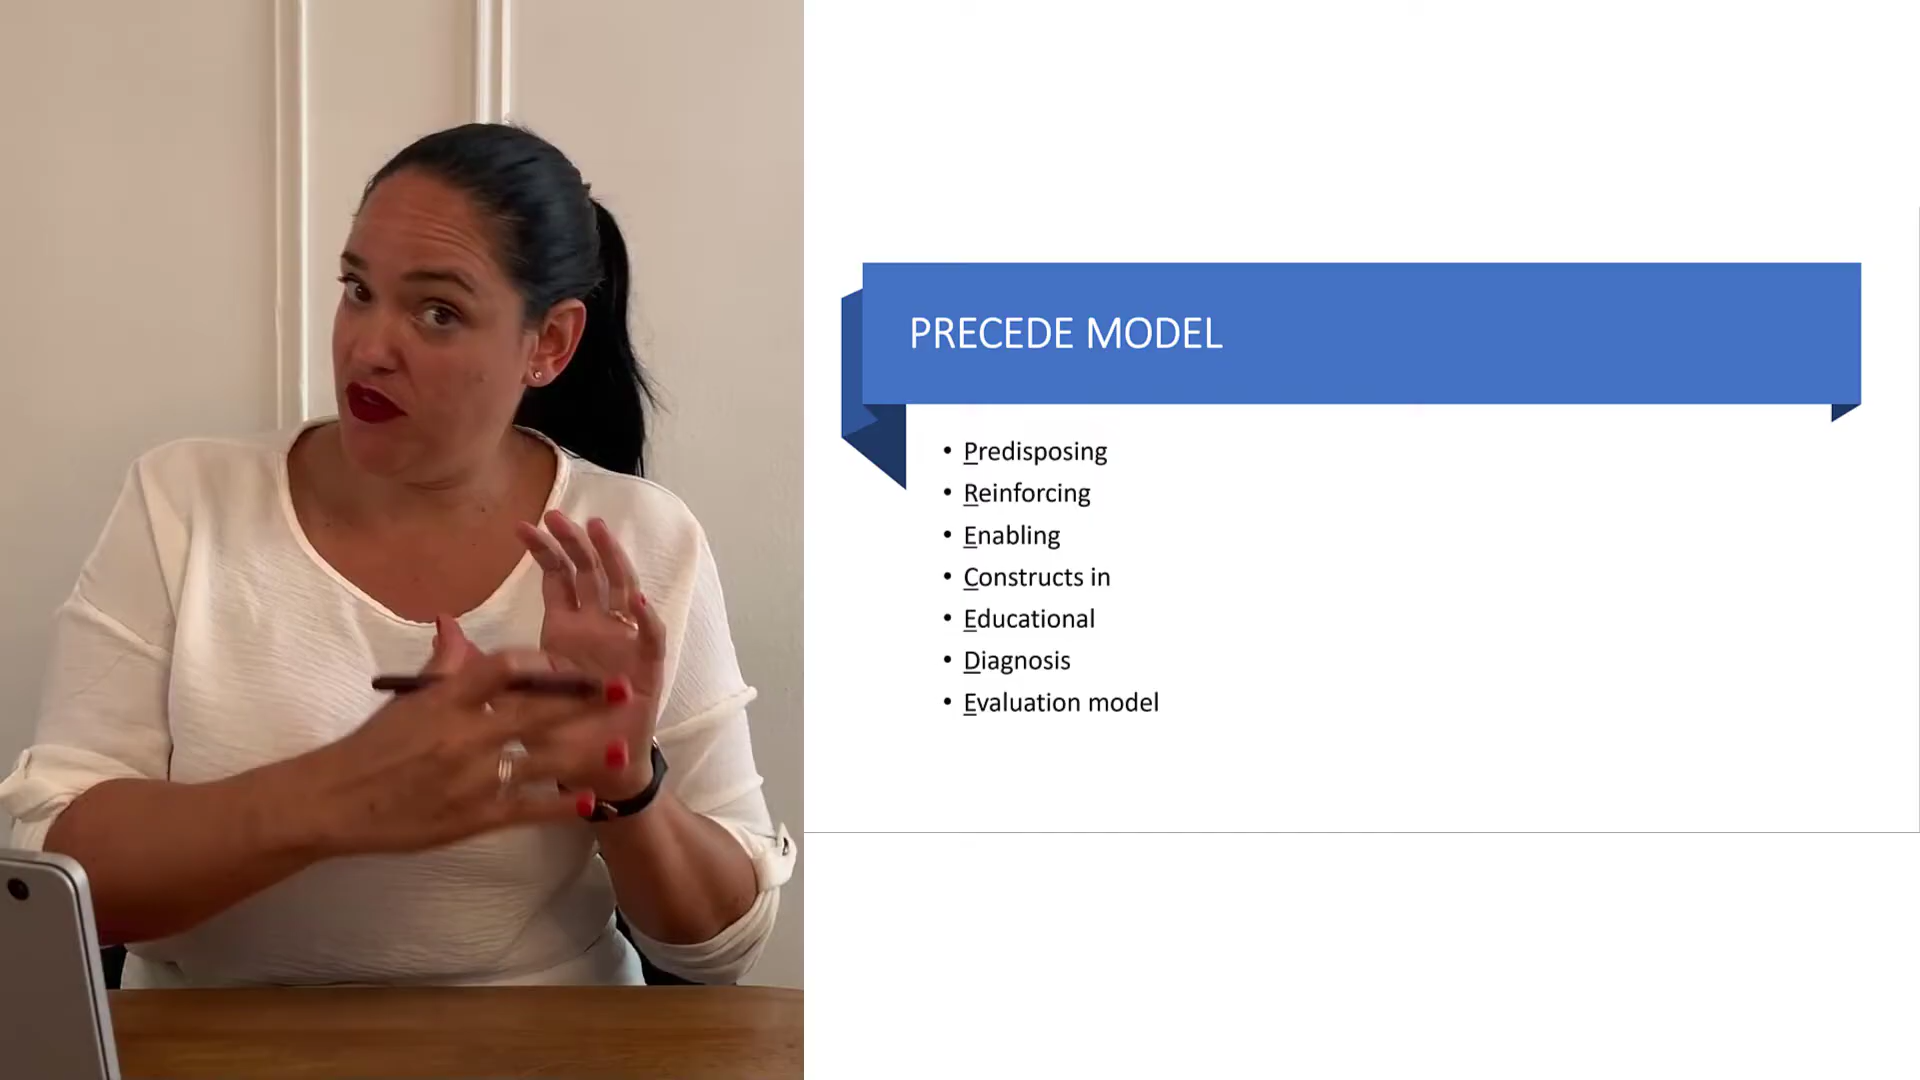 PRECEDE MODEL
• Predisposing
• Reinforcing
• Enabling
• Constructs in
• Educational
• Diagnosis
• Evaluation model